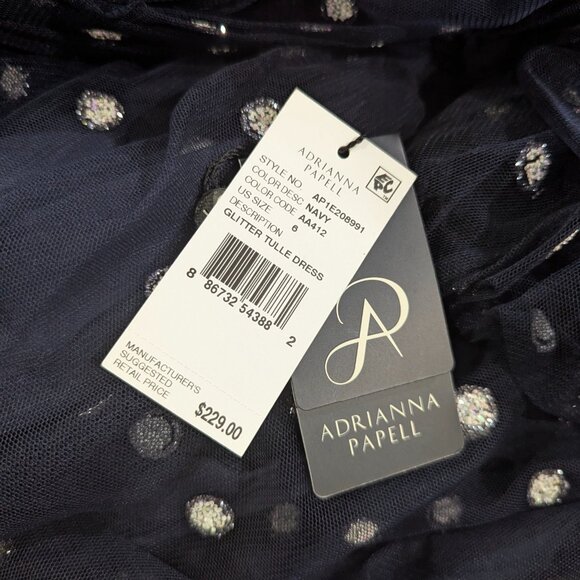 ADRIANNA
PAPELL
STYLE NO. AP1E208991
COLOR DESC NAVY
COLOR CODE AA412
US SIZE 6
DESCRIPTION
GLITTER TULLE DRESS
8 86732 54388 2
MANUFACTURER'S
SUGGESTED
RETAIL PRICE
$229.00
ADRIANNA
PAPELL